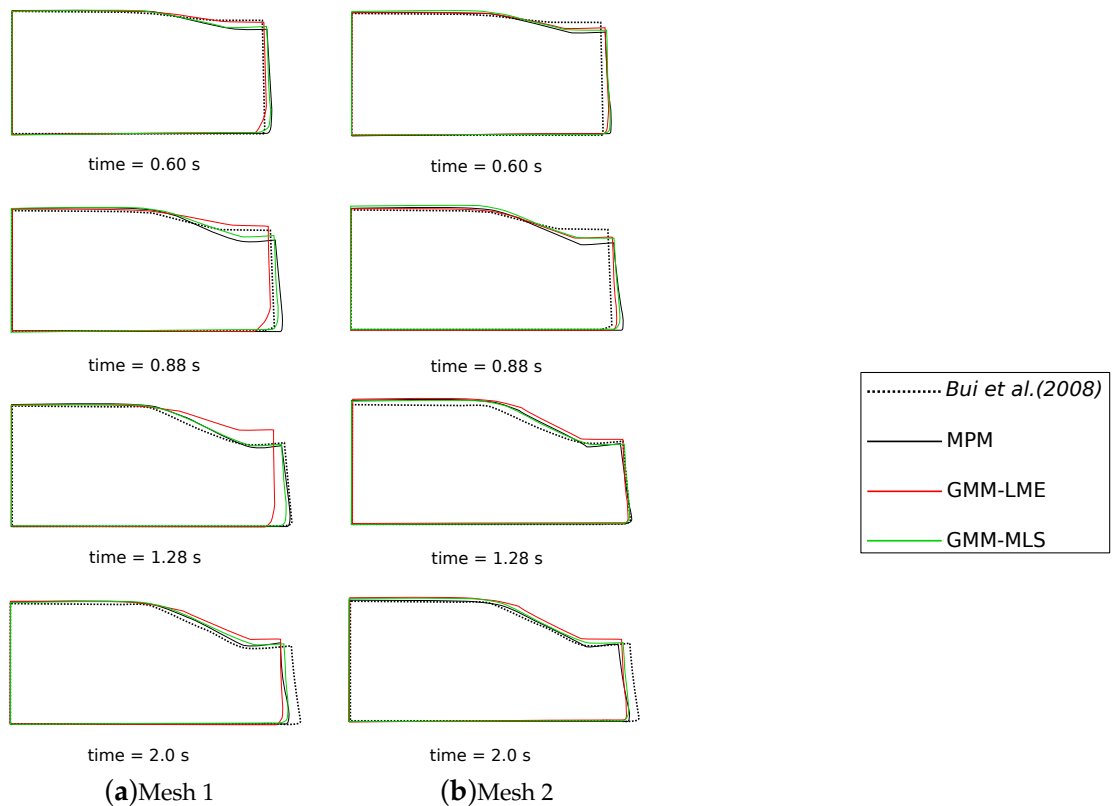 time = 0.60 s
time = 0.60 s
time = 0.88 s
time = 0.88 s
Bui et al.(2008)
MPM
GMM-LME
GMM-MLS
time = 1.28 s
time = 1.28 s
time = 2.0 s
time = 2.0 s
(a)Mesh 1
(b)Mesh 2